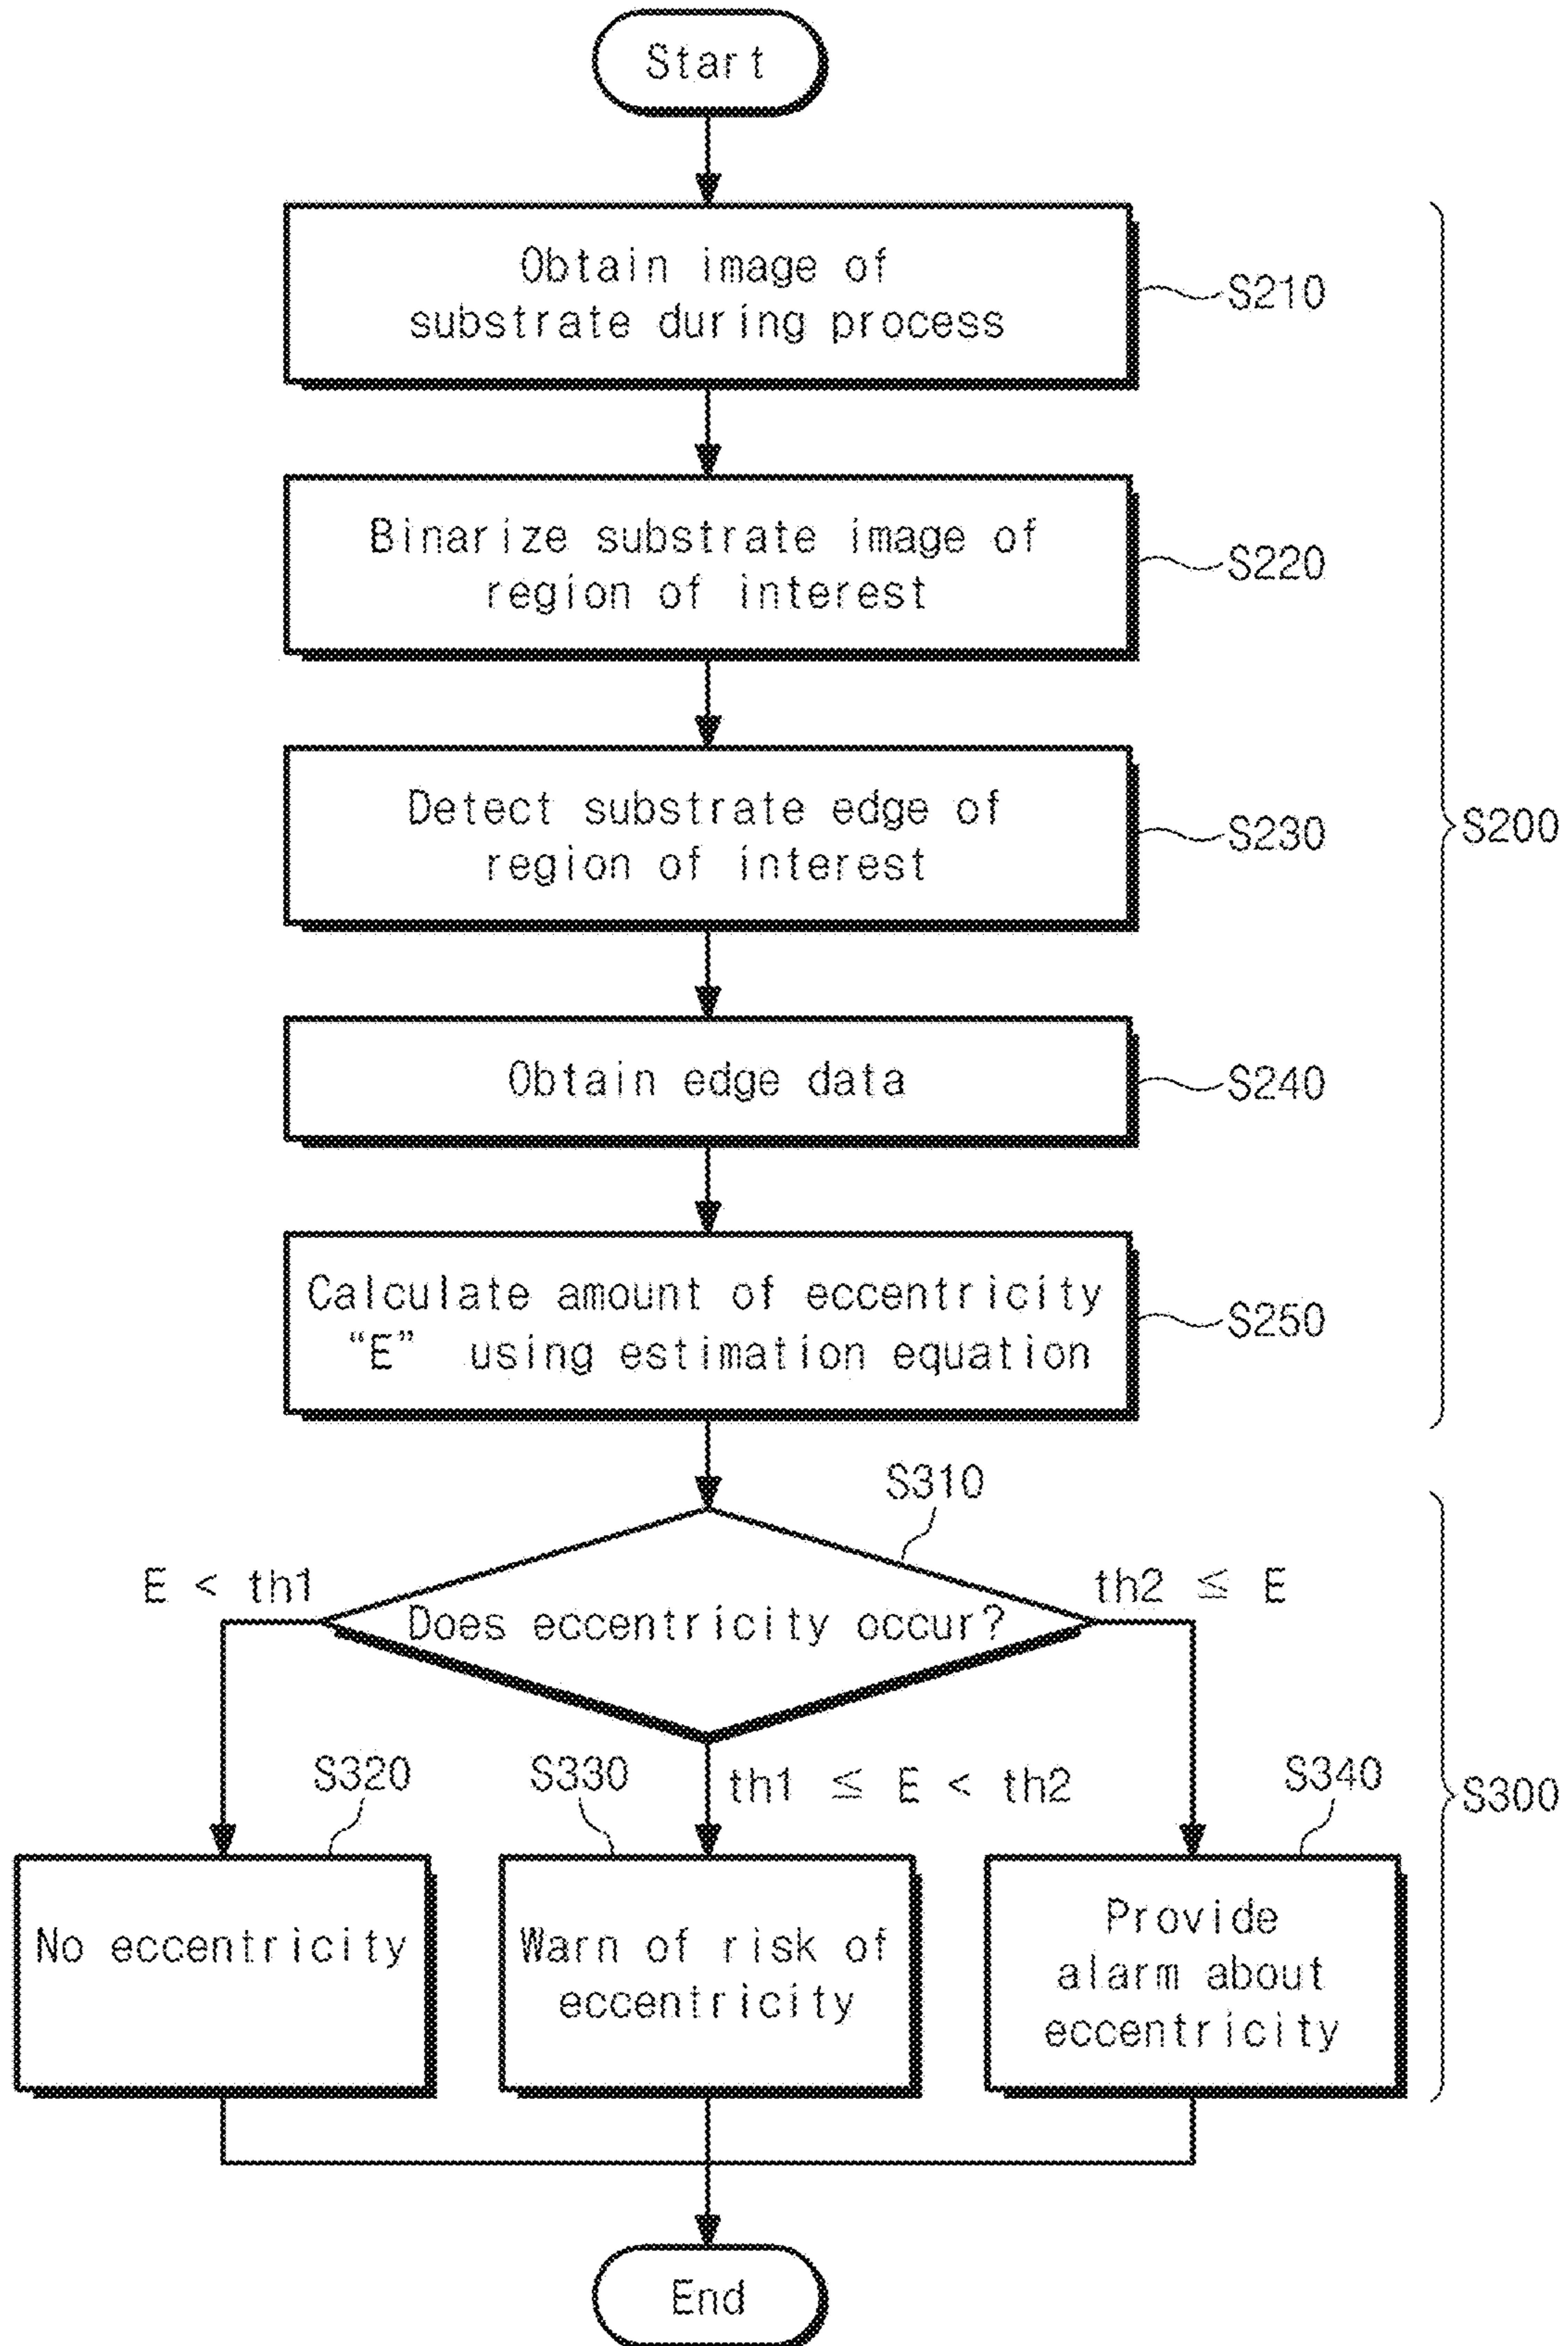 Start
Obtain image of
substrate during process
S210
Binarize substrate image of
region of interest
S220
Detect substrate edge of
region of interest
S230
S200
Obtain edge data
S240
Calculate amount of eccentricity
“E” using estimation equation
S250
S310
E < th1
th2 ≦ E
Does eccentricity occur?
S320
S330
th1 ≦ E < th2
S340
S300
No eccentricity
Warn of risk of
eccentricity
Provide
alarm about
eccentricity
End